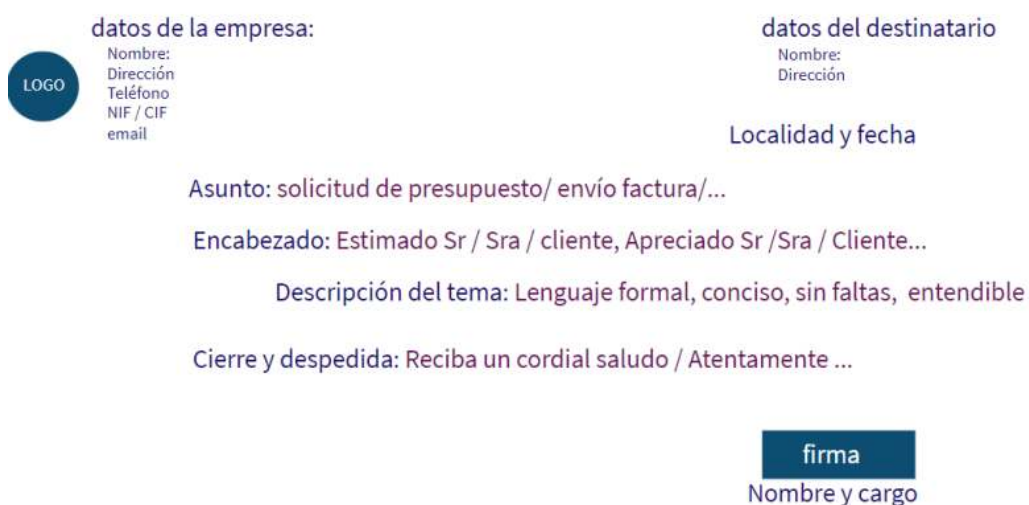 datos de la empresa:
Nombre:
Dirección
Teléfono
NIF / CIF
email
LOGO
datos del destinatario
Nombre:
Dirección
Localidad y fecha
Asunto: solicitud de presupuesto/ envío factura/...
Encabezado: Estimado Sr / Sra / cliente, Apreciado Sr /Sra / Cliente...
Descripción del tema: Lenguaje formal, conciso, sin faltas, entendible
Cierre y despedida: Reciba un cordial saludo / Atentamente ...
firma
Nombre y cargo